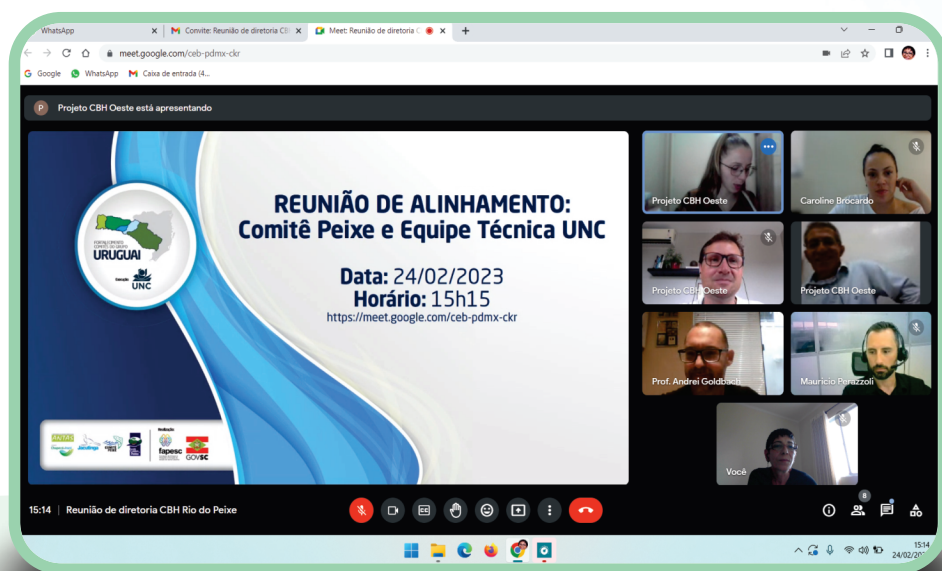 WhatsApp
Convite: Reunião de diretoria CB
Meet: Reunião de diretoria C
meet.google.com/ceb-pdmx-ckr
Google WhatsApp Caixa de entrada (4...
P Projeto CBH Oeste está apresentando
URUGUAI
Execução
UNC
REUNIÃO DE ALINHAMENTO:
Comitê Peixe e Equipe Técnica UNC
Data: 24/02/2023
Horário: 15h15
https://meet.google.com/ceb-pdmx-ckr
Realização
fapesc
GOVSC
Projeto CBH Oeste
Caroline Brocardo
Projeto CBH Oeste
Projeto CBH Oeste
Prof. Andrei Goldbach
Mauricio Perazzoli
Você
15:14 | Reunião de diretoria CBH Rio do Peixe
CC
8
15:14
24/02/20